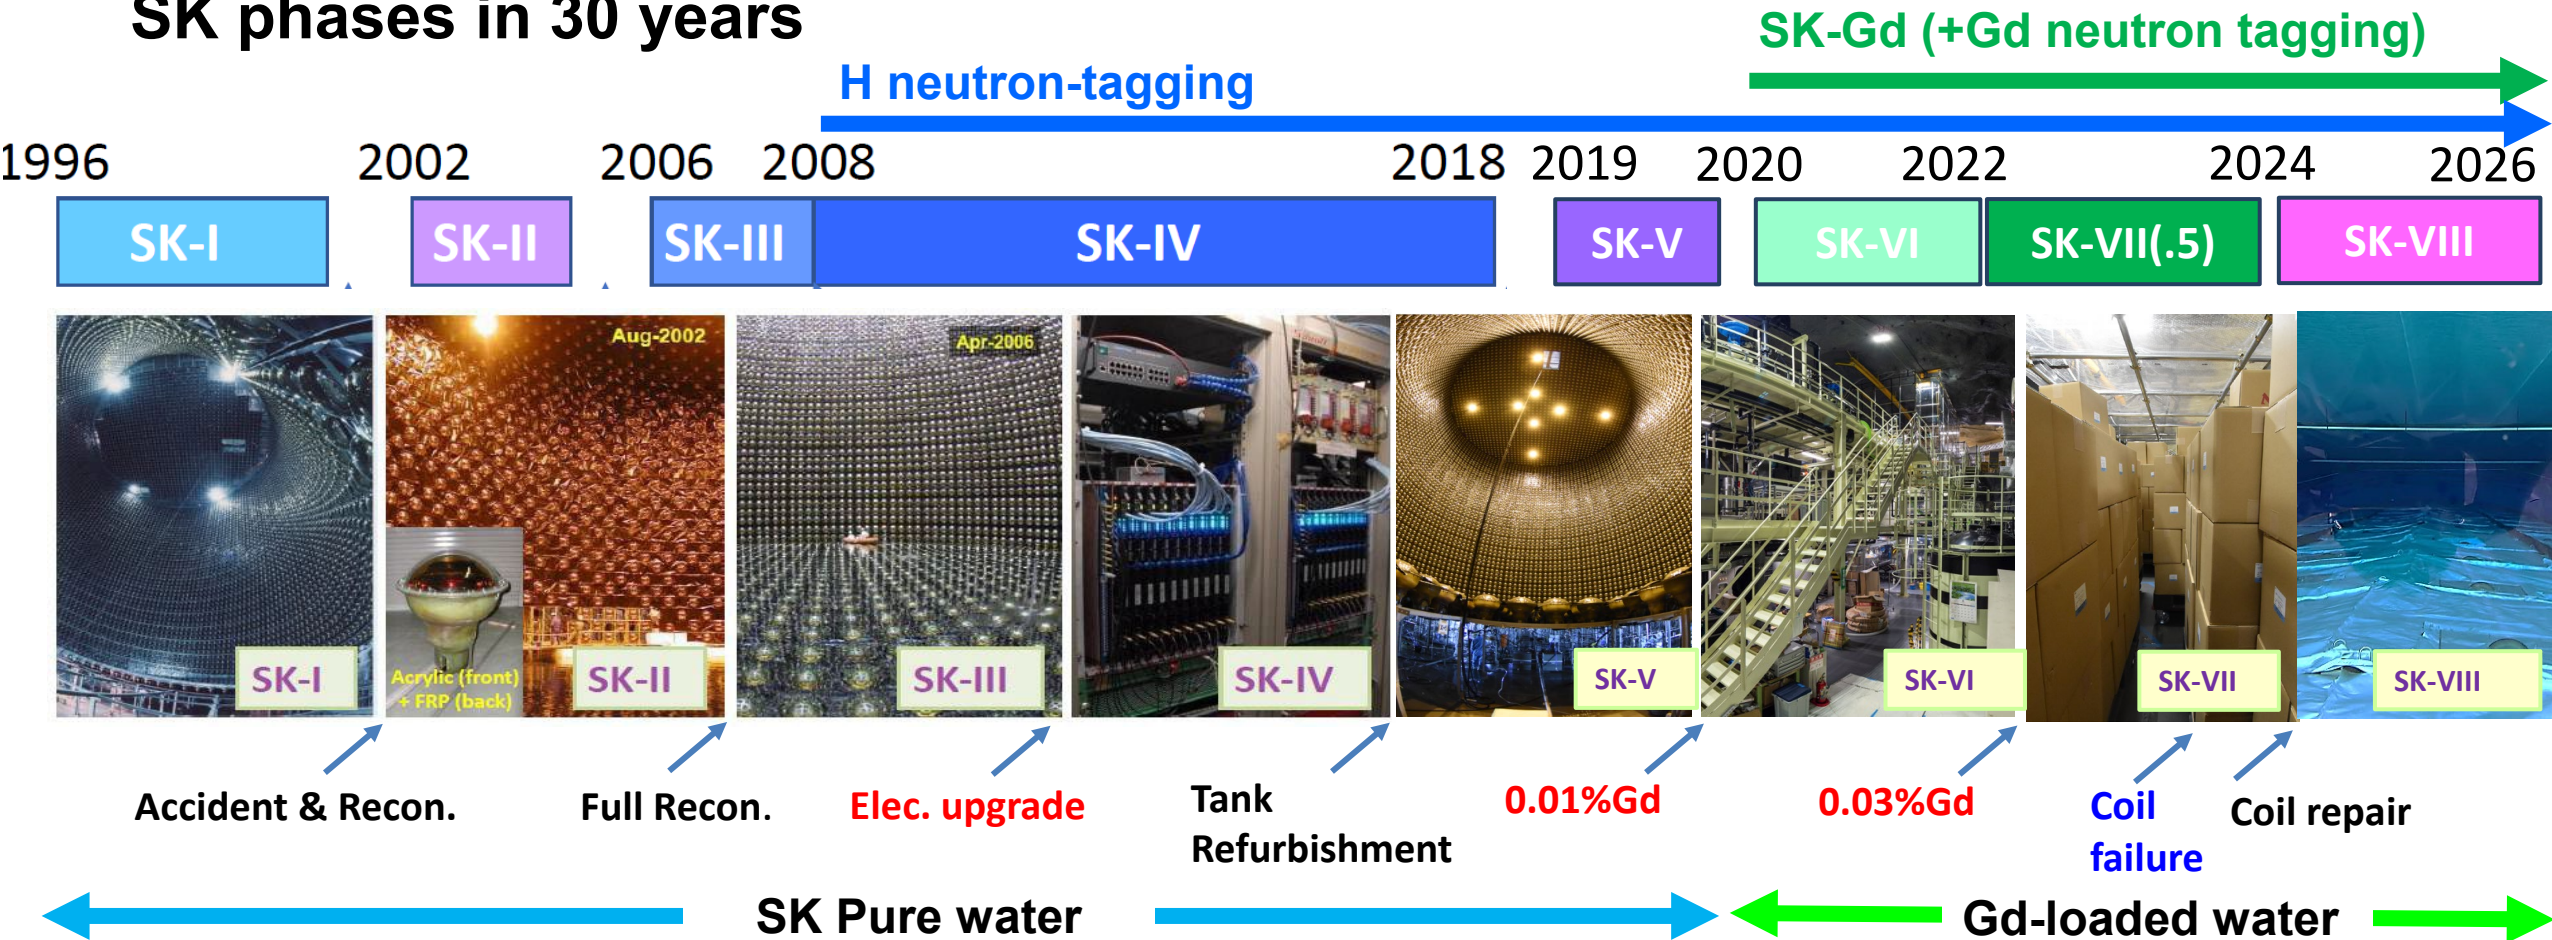 SK phases in 30 years
SK-Gd (+Gd neutron tagging)
H neutron-tagging
1996 2002 2006 2008 2018 2019 2020 2022 2024 2026
SK-I SK-II SK-III SK-IV SK-V SK-VI SK-VII(.5) SK-VIII
Aug-2002
Apr-2006
Acrylic (front)
+ FRP (back)
SK-I SK-II SK-III SK-IV SK-V SK-VI SK-VII SK-VIII
Accident & Recon.
Full Recon.
Elec. upgrade
Tank
Refurbishment
0.01%Gd
0.03%Gd
Coil
failure
Coil repair
SK Pure water
Gd-loaded water